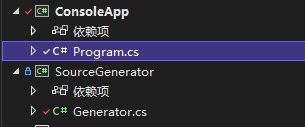 ConsoleApp
依赖项
C# Program.cs
SourceGenerator
依赖项
C# Generator.cs